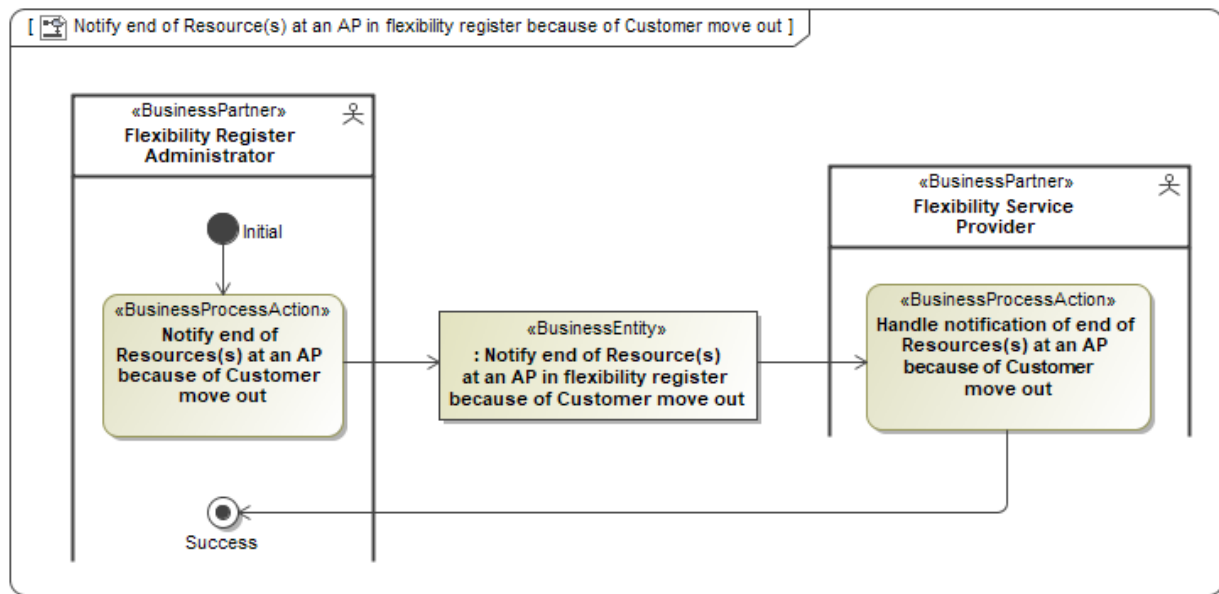 [ Notify end of Resource(s) at an AP in flexibility register because of Customer move out ]
«BusinessPartner»
Flexibility Register
Administrator
Initial
«BusinessProcessAction»
Notify end of
Resources(s) at an AP
because of Customer
move out
Success
«BusinessEntity»
: Notify end of Resource(s)
at an AP in flexibility register
because of Customer move out
«BusinessPartner»
Flexibility Service
Provider
«BusinessProcessAction»
Handle notification of end of
Resources(s) at an AP
because of Customer
move out